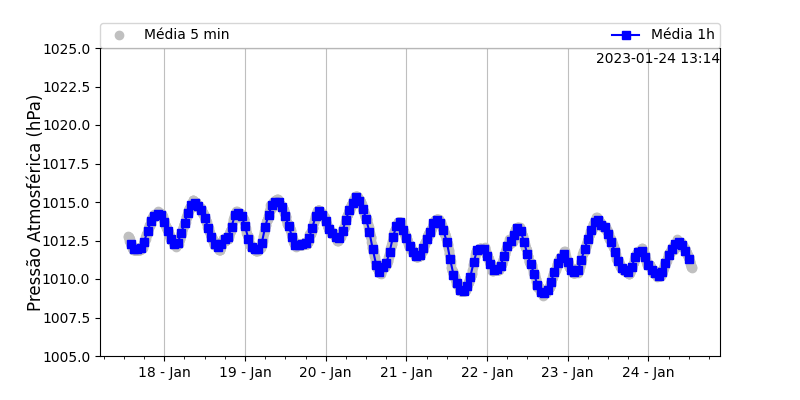 Média 5 min
Média 1h
2023-01-24 13:14
Pressão Atmosférica (hPa)
1025.0
1022.5
1020.0
1017.5
1015.0
1012.5
1010.0
1007.5
1005.0
18 - Jan
19 - Jan
20 - Jan
21 - Jan
22 - Jan
23 - Jan
24 - Jan